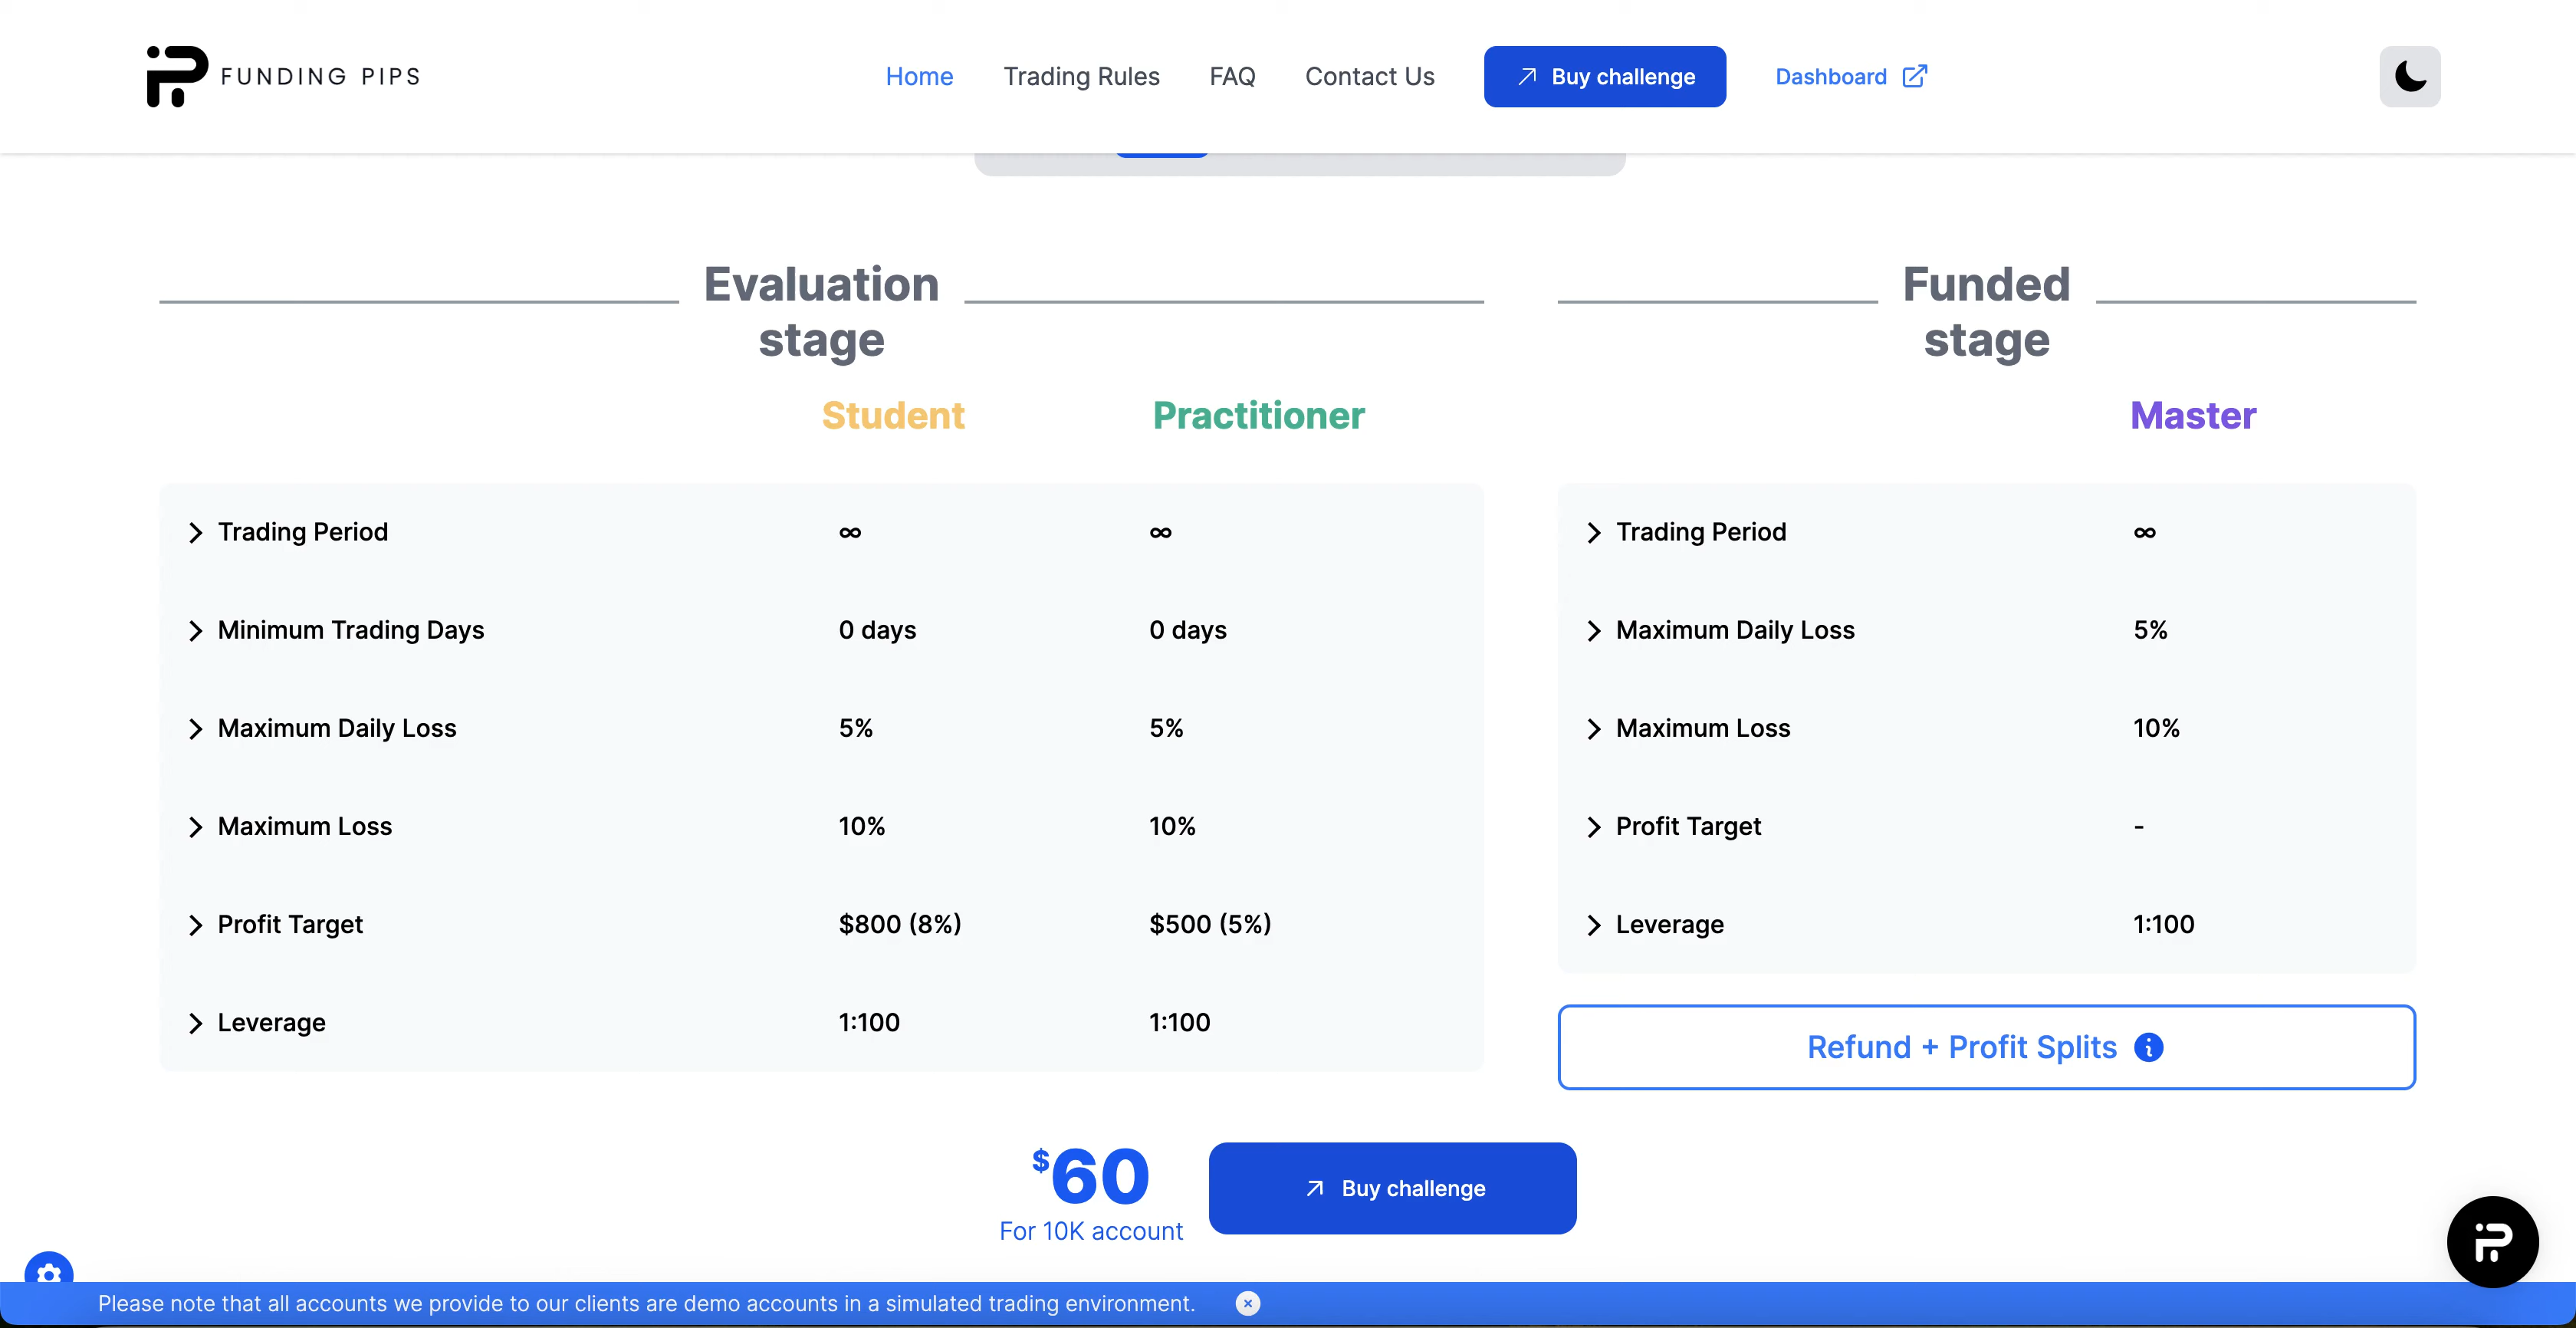 FUNDING PIPS
Home
Trading Rules
FAQ
Contact Us
Buy challenge
Dashboard
Evaluation
stage
Student
Practitioner
Trading Period ∞ ∞
Minimum Trading Days 0 days 0 days
Maximum Daily Loss 5% 5%
Maximum Loss 10% 10%
Profit Target $800 (8%) $500 (5%)
Leverage 1:100 1:100
Funded
stage
Master
Trading Period ∞
Maximum Daily Loss 5%
Maximum Loss 10%
Profit Target -
Leverage 1:100
Refund + Profit Splits
$60
For 10K account
Buy challenge
Please note that all accounts we provide to our clients are demo accounts in a simulated trading environment.